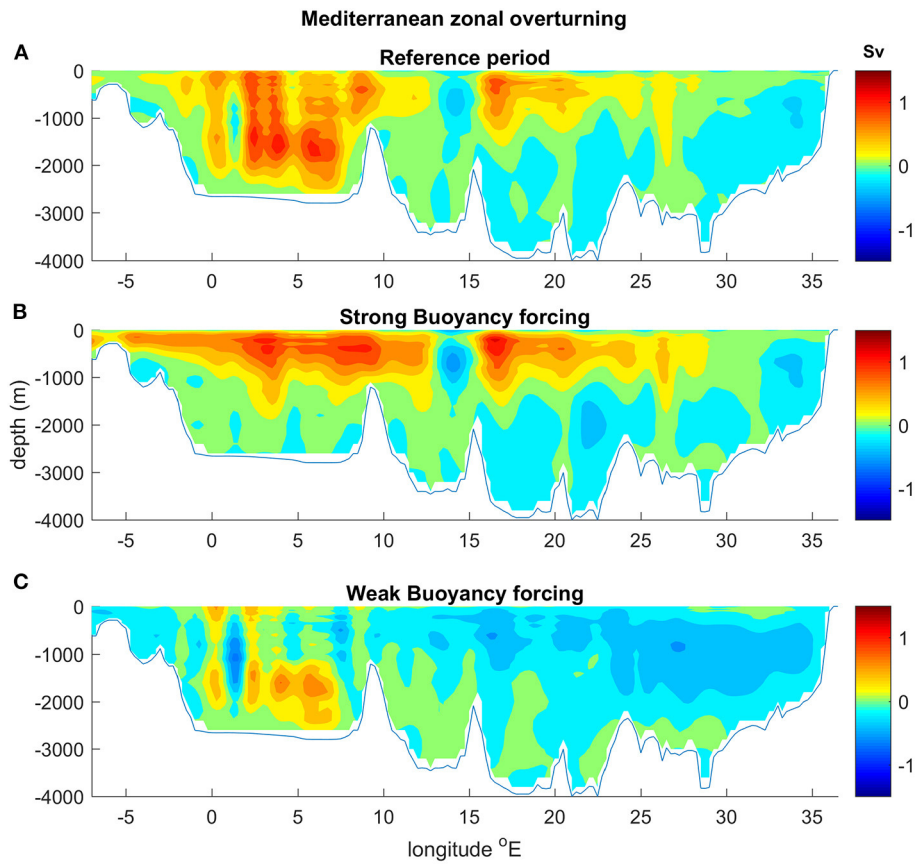 Mediterranean zonal overturning
A
Reference period
Sv
0
-1000
-2000
-3000
-4000
-5 0 5 10 15 20 25 30 35
1
0
-1
B
Strong Buoyancy forcing
0
-1000
-2000
-3000
-4000
depth (m)
-5 0 5 10 15 20 25 30 35
1
0
-1
C
Weak Buoyancy forcing
0
-1000
-2000
-3000
-4000
-5 0 5 10 15 20 25 30 35
1
0
-1
longitude °E